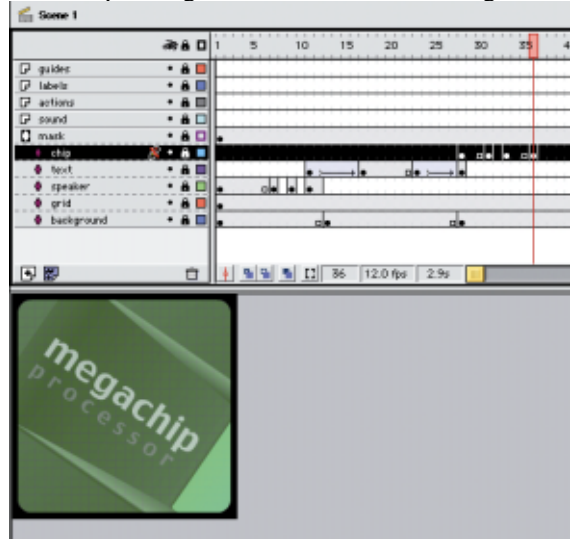 Scene 1
1 5 10 15 20 25 30 35 4
guides
labels
actions
sound
mask
chip
text
speaker
grid
background
36 12.0 fps 2.9s
megachip
processor